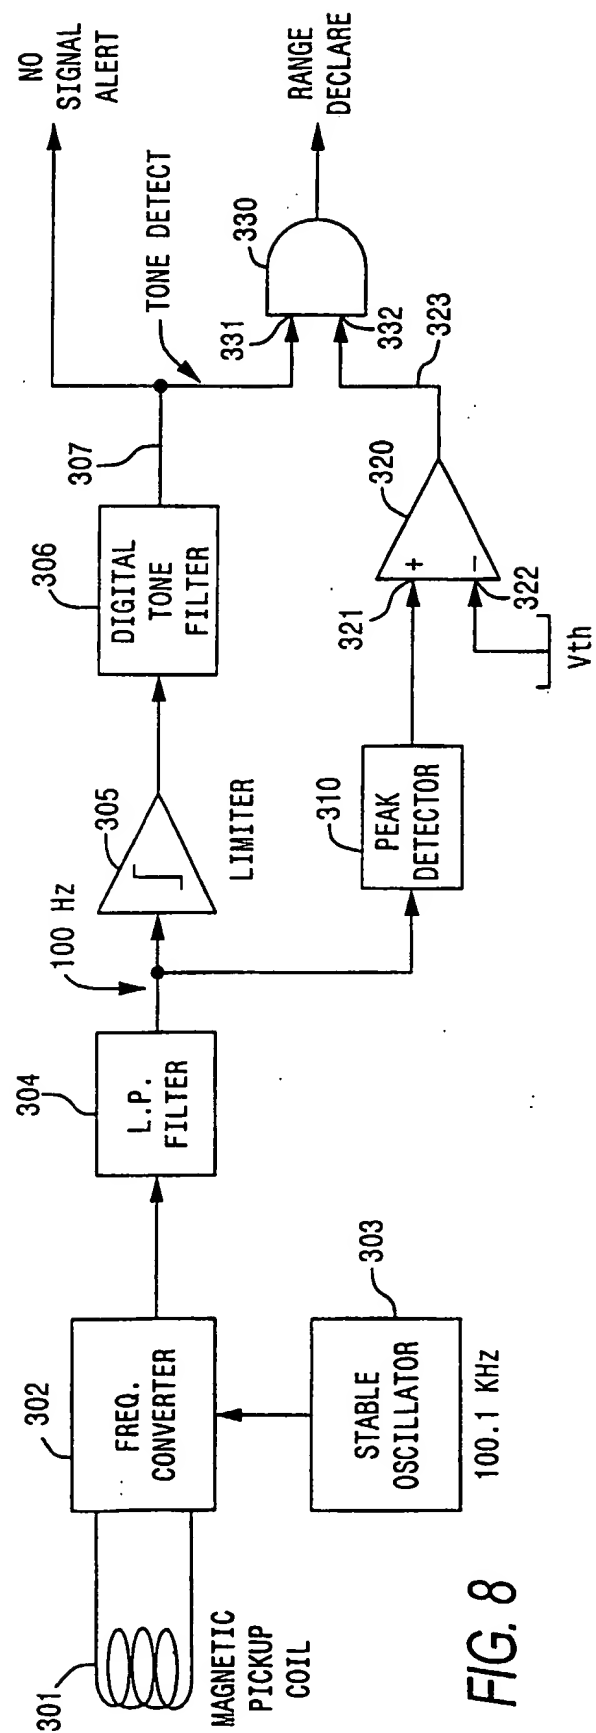 301
MAGNETIC
PICKUP
COIL
302
FREQ.
CONVERTER
303
STABLE
OSCILLATOR
100.1 KHz
304
L.P.
FILTER
100 Hz
305
LIMITER
306
DIGITAL
TONE
FILTER
307
TONE DETECT
NO
SIGNAL
ALERT
310
PEAK
DETECTOR
320
321
+
-
322
Vth
323
330
331
332
RANGE
DECLARE
FIG. 8